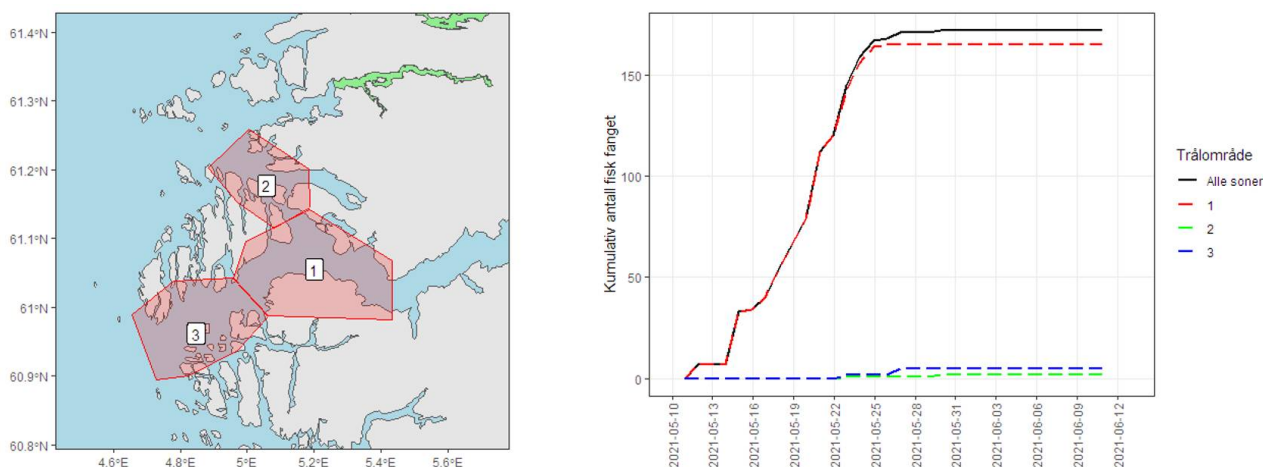 61.4°N
61.3°N
61.2°N
61.1°N
61°N
60.9°N
60.8°N
2
1
3
4.6°E
4.8°E
5°E
5.2°E
5.4°E
5.6°E
Kumulativ antall fisk fanget
150
100
50
0
2021-05-10
2021-05-13
2021-05-16
2021-05-19
2021-05-22
2021-05-25
2021-05-28
2021-05-31
2021-06-03
2021-06-06
2021-06-09
2021-06-12
Trålområde
Alle soner
1
2
3